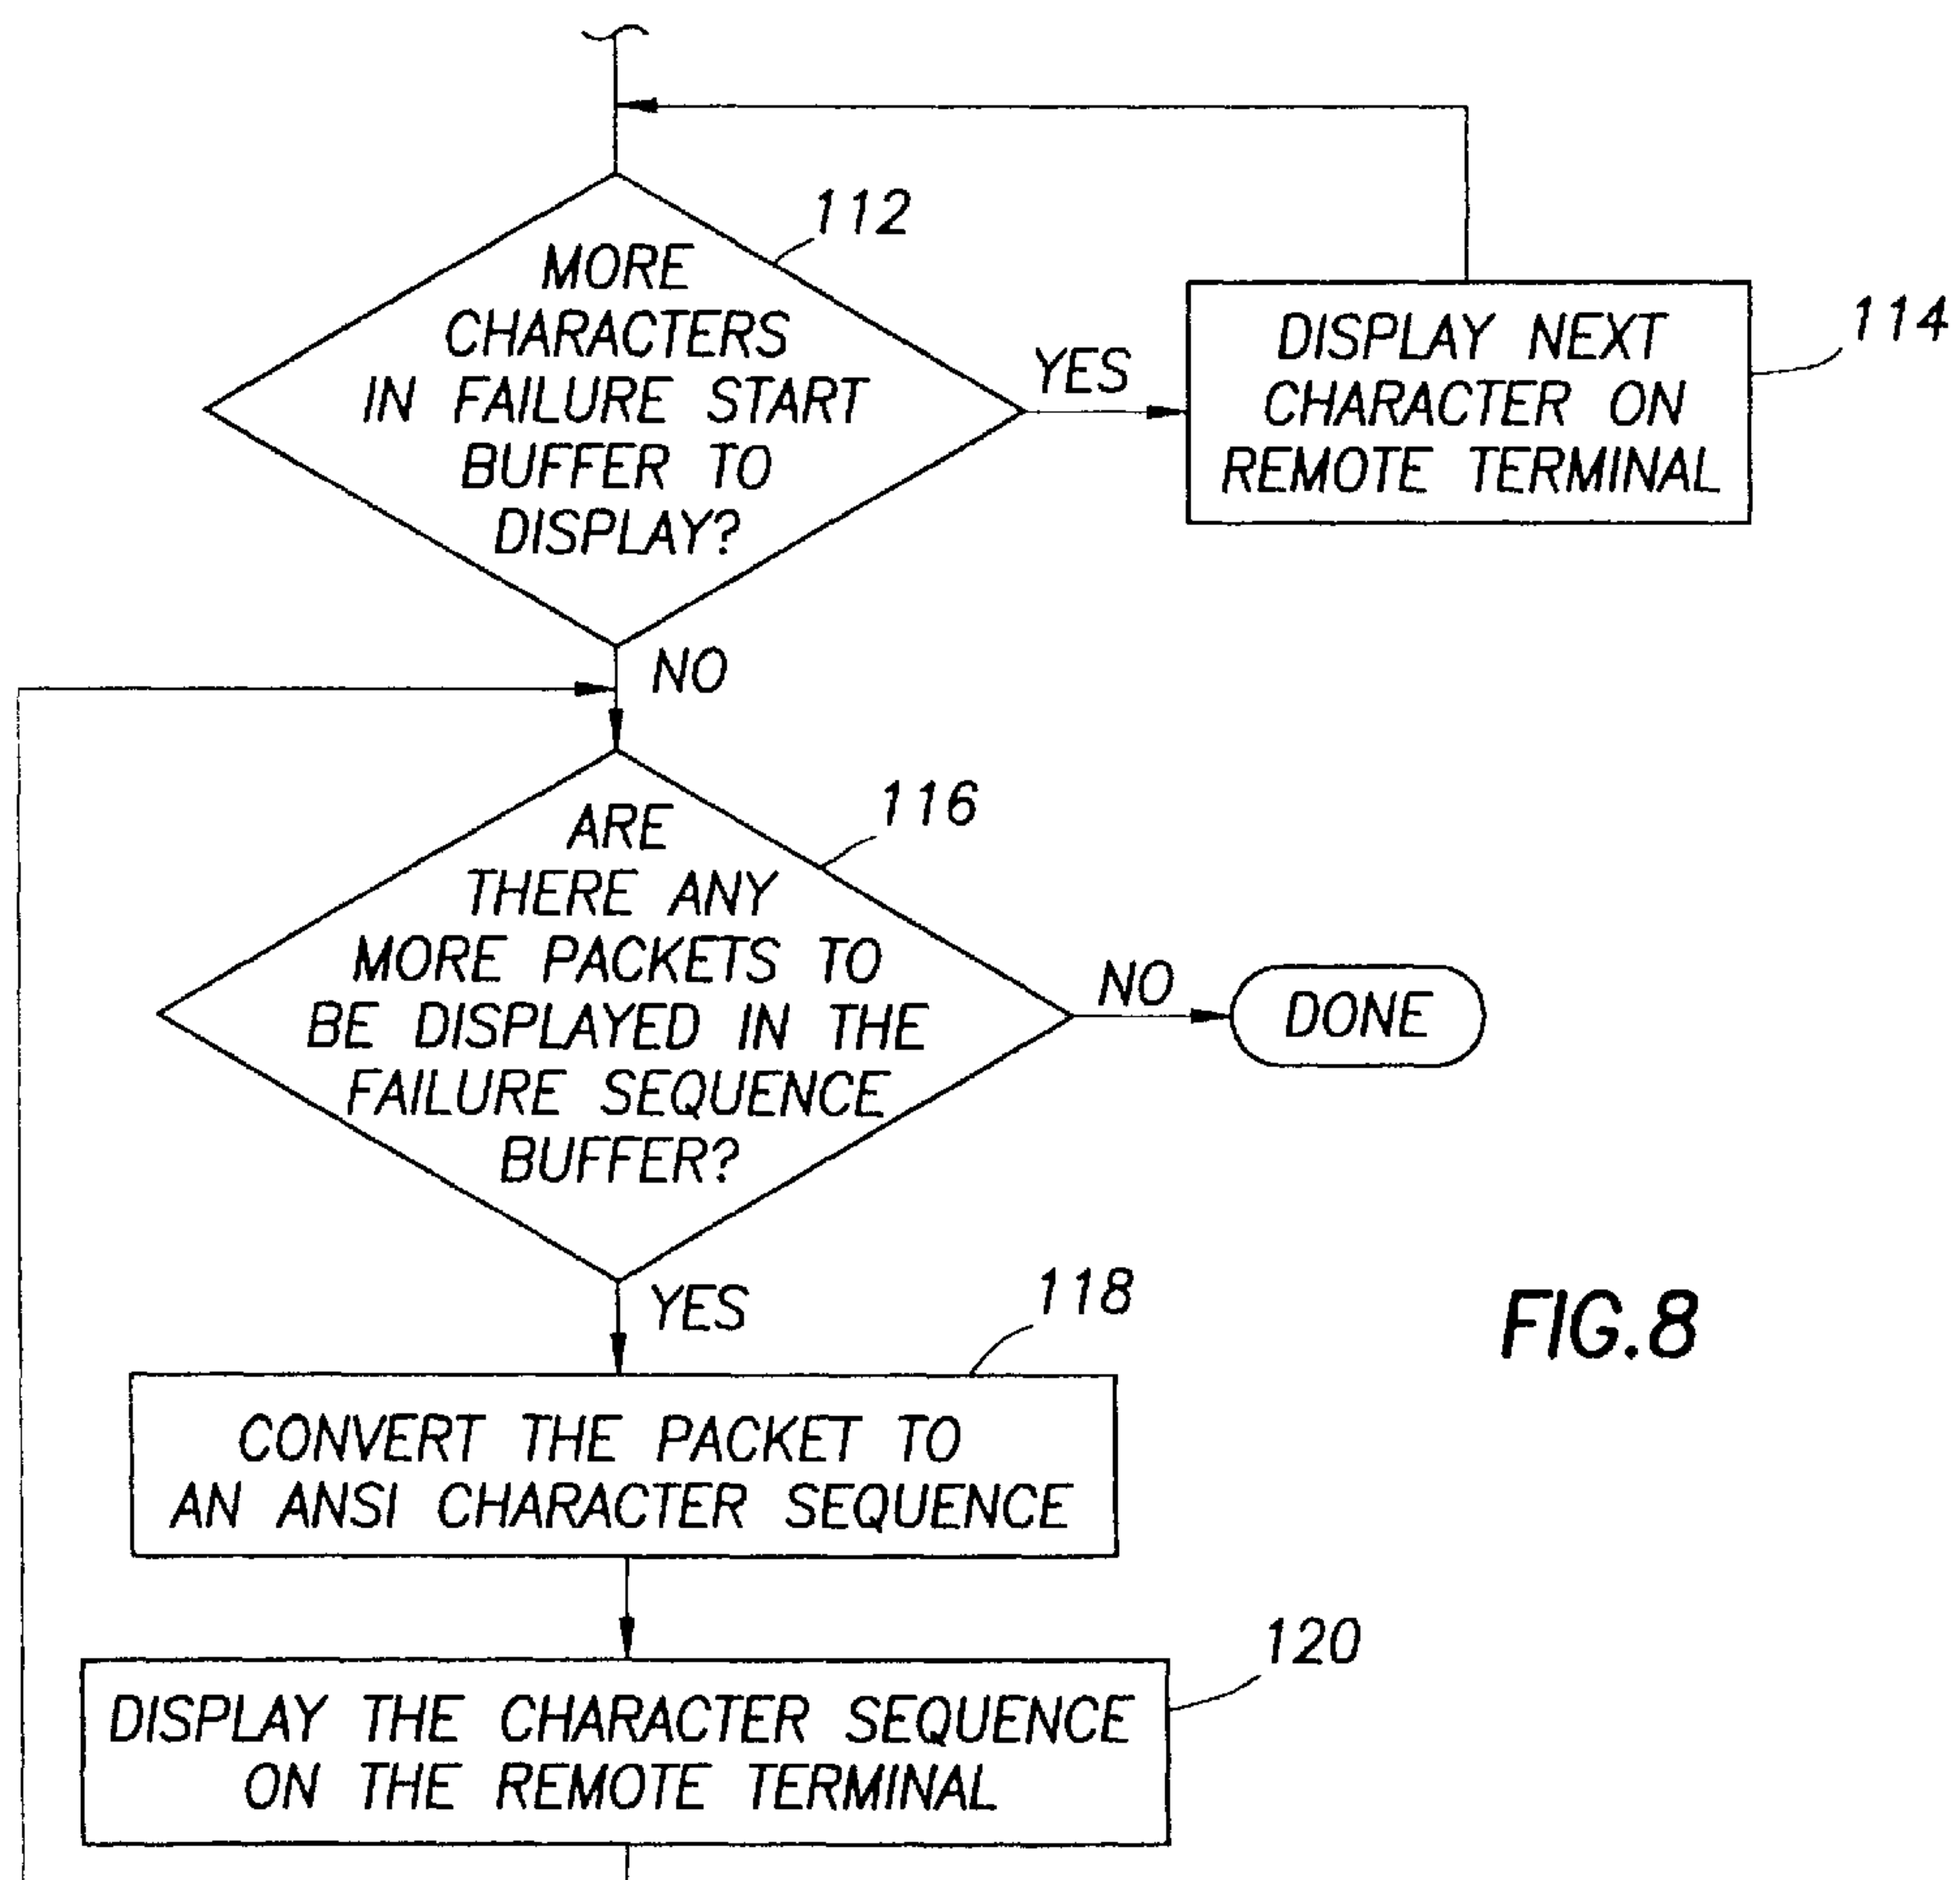 112
MORE
CHARACTERS
IN FAILURE START
BUFFER TO
DISPLAY?
YES
DISPLAY NEXT
CHARACTER ON
REMOTE TERMINAL
114
NO
116
ARE
THERE ANY
MORE PACKETS TO
BE DISPLAYED IN THE
FAILURE SEQUENCE
BUFFER?
NO
DONE
YES
118
CONVERT THE PACKET TO
AN ANSI CHARACTER SEQUENCE
FIG.8
120
DISPLAY THE CHARACTER SEQUENCE
ON THE REMOTE TERMINAL